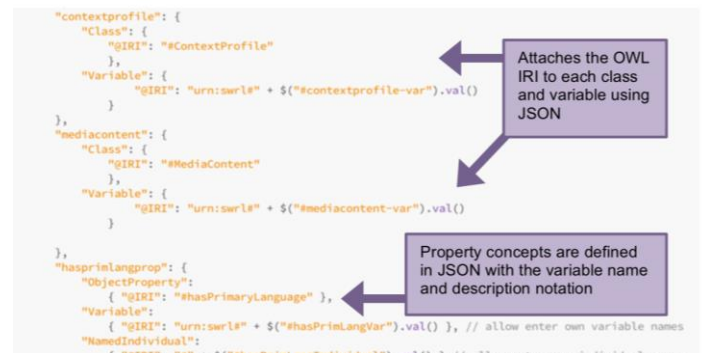 "contextprofile": {
"Class": {
"@IRI": "#ContextProfile"
},
"Variable": {
"@IRI": "urn:swrl#" + $("#contextprofile-var").val()
}
},
"mediacontent": {
"Class": {
"@IRI": "#MediaContent"
},
"Variable": {
"@IRI": "urn:swrl#" + $("#mediacontent-var").val()
}
},
"hasprimlangprop": {
"ObjectProperty":
{ "@IRI": "#hasPrimaryLanguage" },
"Variable":
{ "@IRI": "urn:swrl#" + $("#hasPrimLangVar").val() }, // allow enter own variable names
"NamedIndividual":
Attaches the OWL
IRI to each class
and variable using
JSON
Property concepts are defined
in JSON with the variable name
and description notation